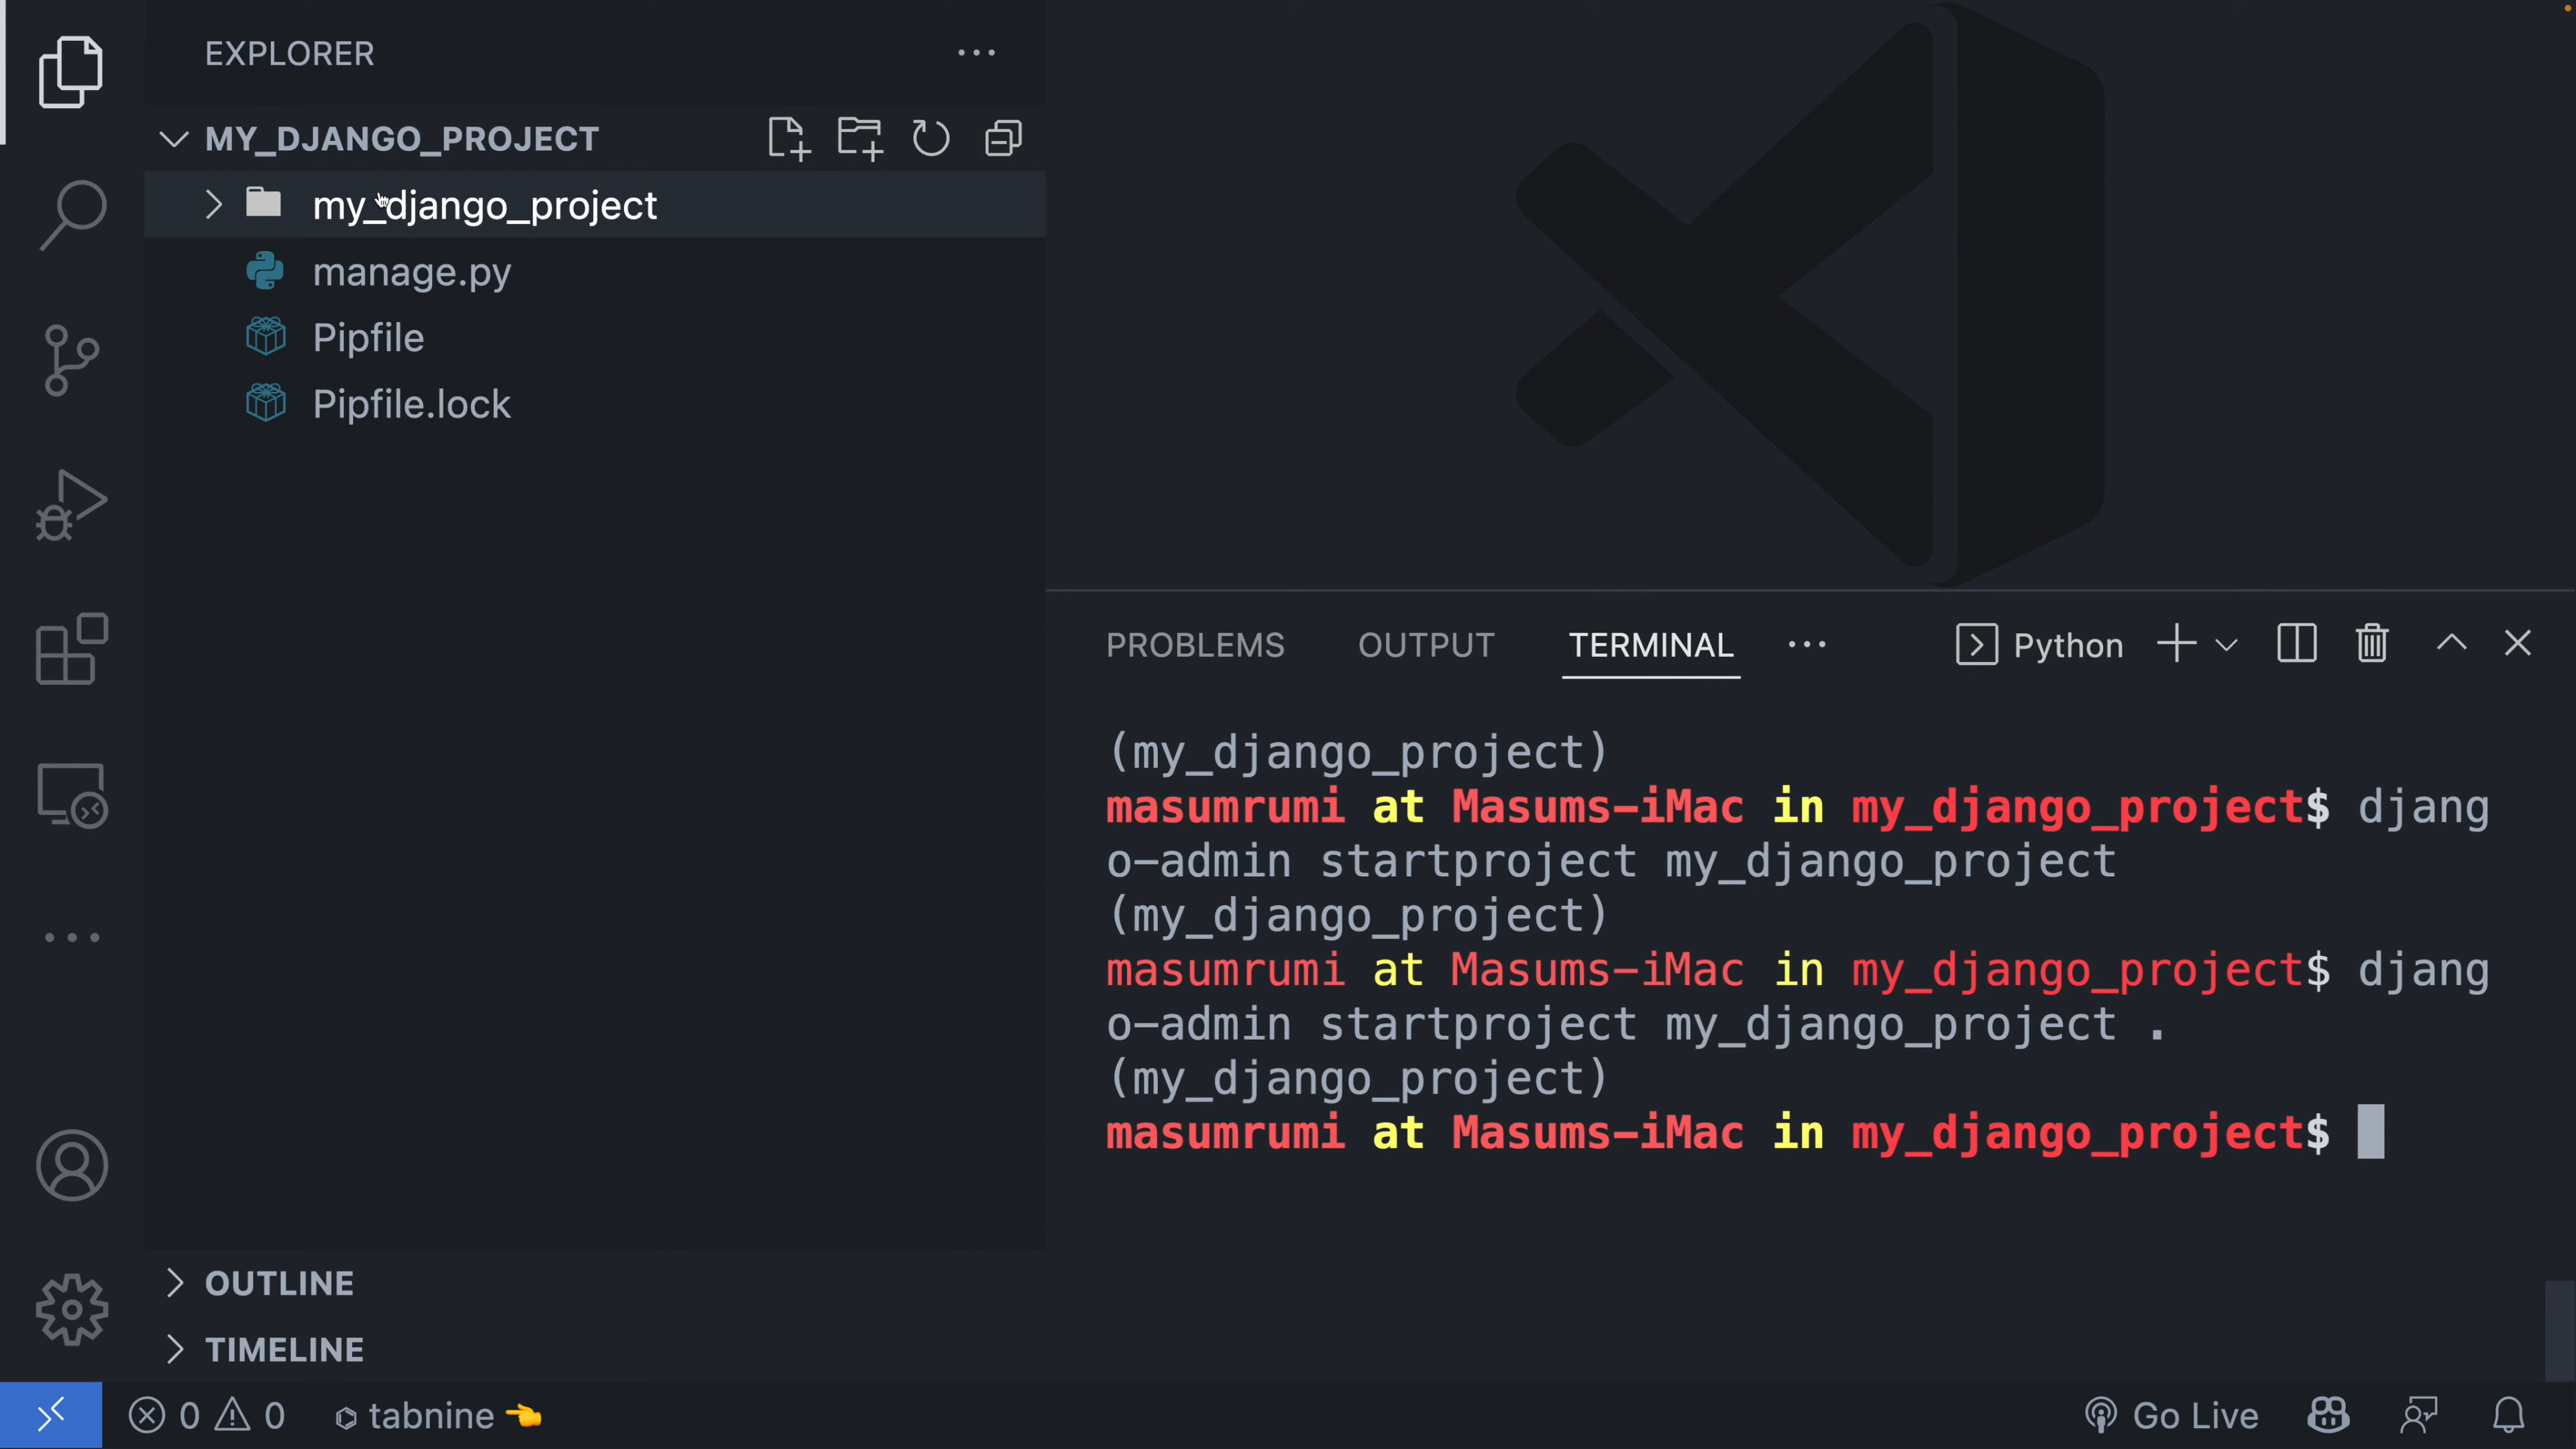 EXPLORER
MY_DJANGO_PROJECT
my_django_project
manage.py
Pipfile
Pipfile.lock
OUTLINE
TIMELINE
PROBLEMS OUTPUT TERMINAL Python
(my_django_project)
masumrumi at Masums-iMac in my_django_project$ djang
o-admin startproject my_django_project
(my_django_project)
masumrumi at Masums-iMac in my_django_project$ djang
o-admin startproject my_django_project .
(my_django_project)
masumrumi at Masums-iMac in my_django_project$
0 0 tabnine Go Live